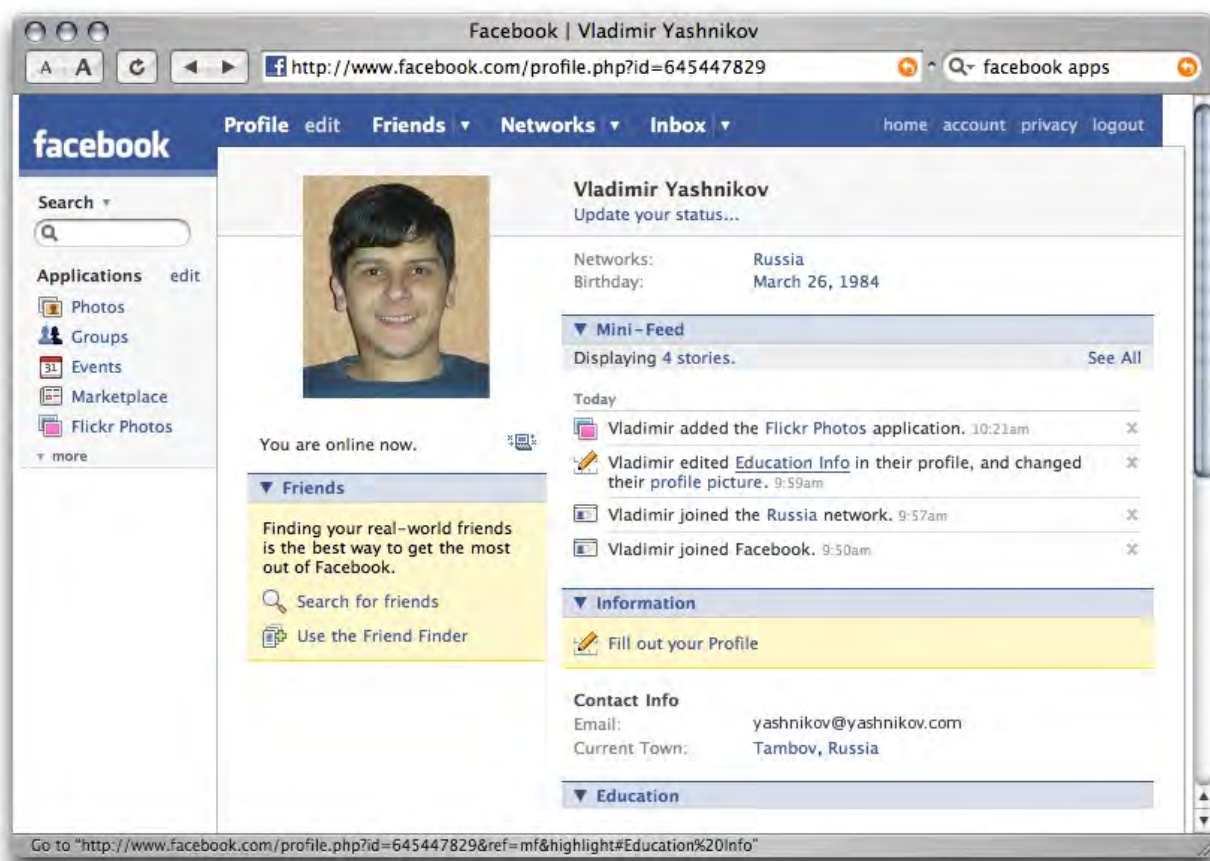 Facebook | Vladimir Yashnikov
A A http://www.facebook.com/profile.php?id=645447829 facebook apps
facebook
Profile edit Friends Networks Inbox home account privacy logout
Search
Applications edit
Photos
Groups
31 Events
Marketplace
Flickr Photos
more
You are online now.
Friends
Finding your real-world friends
is the best way to get the most
out of Facebook.
Search for friends
Use the Friend Finder
Vladimir Yashnikov
Update your status...
Networks: Russia
Birthday: March 26, 1984
Mini-Feed
Displaying 4 stories. See All
Today
Vladimir added the Flickr Photos application. 10:21am
Vladimir edited Education Info in their profile, and changed
their profile picture. 9:59am
Vladimir joined the Russia network. 9:57am
Vladimir joined Facebook. 9:50am
Information
Fill out your Profile
Contact Info
Email: yashnikov@yashnikov.com
Current Town: Tambov, Russia
Education
Go to "http://www.facebook.com/profile.php?id=645447829&ref=mf&highlight#Education%20Info"